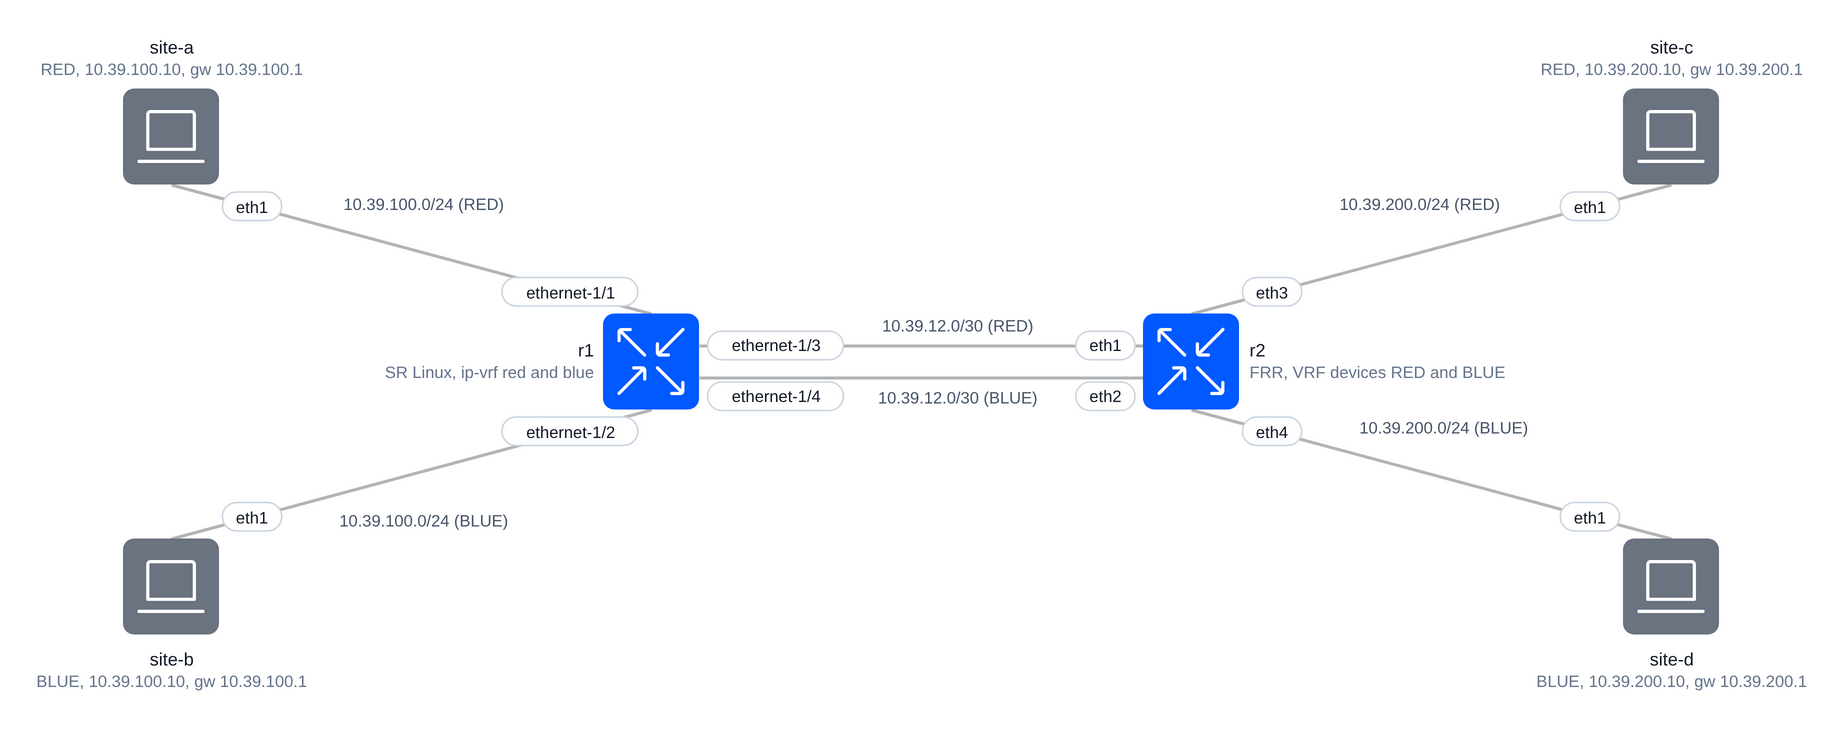 site-a
RED, 10.39.100.10, gw 10.39.100.1
site-c
RED, 10.39.200.10, gw 10.39.200.1
eth1
10.39.100.0/24 (RED)
10.39.200.0/24 (RED)
eth1
ethernet-1/1
eth3
r1
SR Linux, ip-vrf red and blue
ethernet-1/3
10.39.12.0/30 (RED)
eth1
r2
FRR, VRF devices RED and BLUE
ethernet-1/4
10.39.12.0/30 (BLUE)
eth2
ethernet-1/2
eth4
10.39.200.0/24 (BLUE)
eth1
10.39.100.0/24 (BLUE)
eth1
site-b
BLUE, 10.39.100.10, gw 10.39.100.1
site-d
BLUE, 10.39.200.10, gw 10.39.200.1